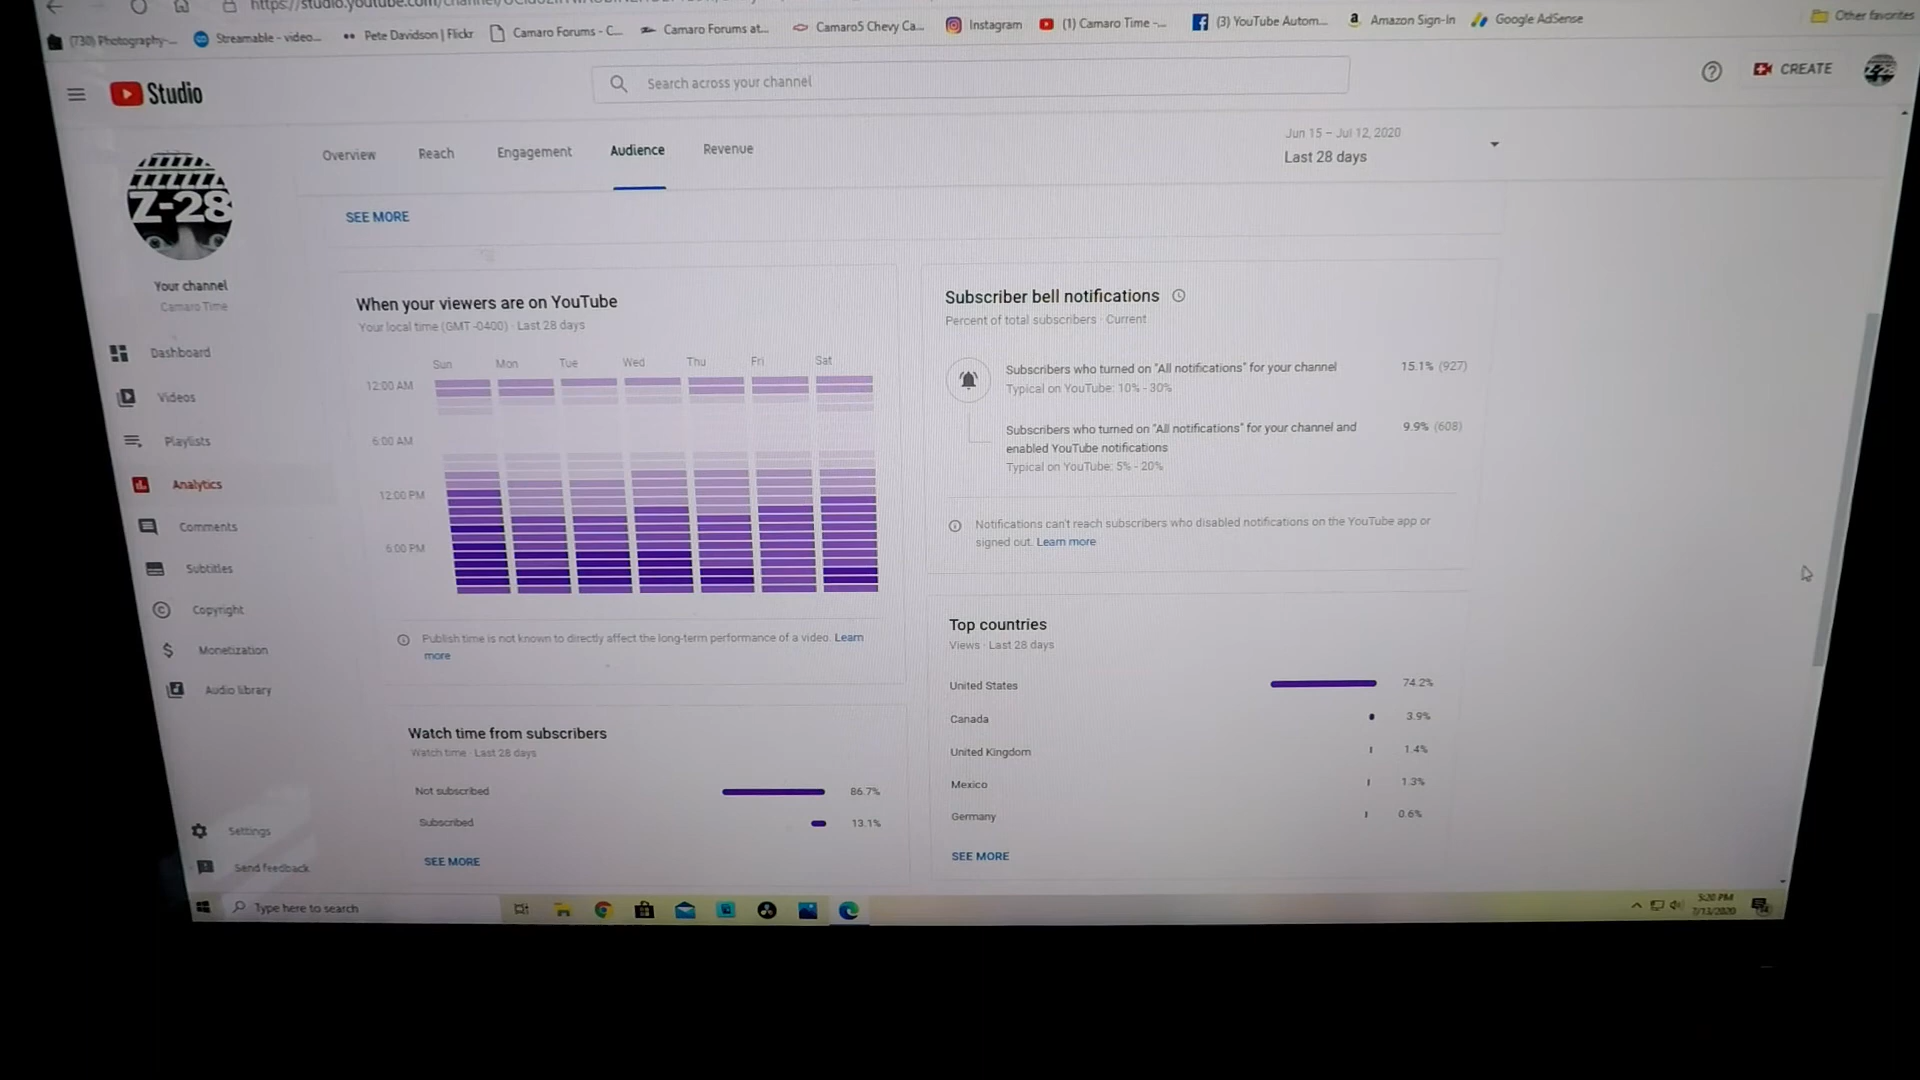 (730) Photography-...
Streamable - video...
Pete Davidson | Flickr
Camaro Forums - C...
Camaro Forums at...
Camaro5 Chevy Ca...
Instagram
(1) Camaro Time -...
(3) YouTube Autom...
Amazon Sign-In
Google AdSense
Other favorites
Studio
Search across your channel
CREATE
Overview
Reach
Engagement
Audience
Revenue
Jun 15 – Jul 12, 2020
Last 28 days
Z-28
Your channel
Camaro Time
Dashboard
Videos
Playlists
Analytics
Comments
Subtitles
Copyright
Monetization
Audio library
Settings
Send feedback
SEE MORE
When your viewers are on YouTube
Your local time (GMT -0400) · Last 28 days
Sun Mon Tue Wed Thu Fri Sat
12:00 AM
6:00 AM
12:00 PM
6:00 PM
Publish time is not known to directly affect the long-term performance of a video. Learn
more
Watch time from subscribers
Watch time · Last 28 days
Not subscribed 86.7%
Subscribed 13.1%
SEE MORE
Subscriber bell notifications
Percent of total subscribers · Current
Subscribers who turned on "All notifications" for your channel 15.1% (927)
Typical on YouTube: 10% - 30%
Subscribers who turned on "All notifications" for your channel and 9.9% (608)
enabled YouTube notifications
Typical on YouTube: 5% - 20%
Notifications can't reach subscribers who disabled notifications on the YouTube app or
signed out. Learn more
Top countries
Views · Last 28 days
United States 74.2%
Canada 3.9%
United Kingdom 1.4%
Mexico 1.3%
Germany 0.6%
SEE MORE
Type here to search
5:20 PM
7/13/2020